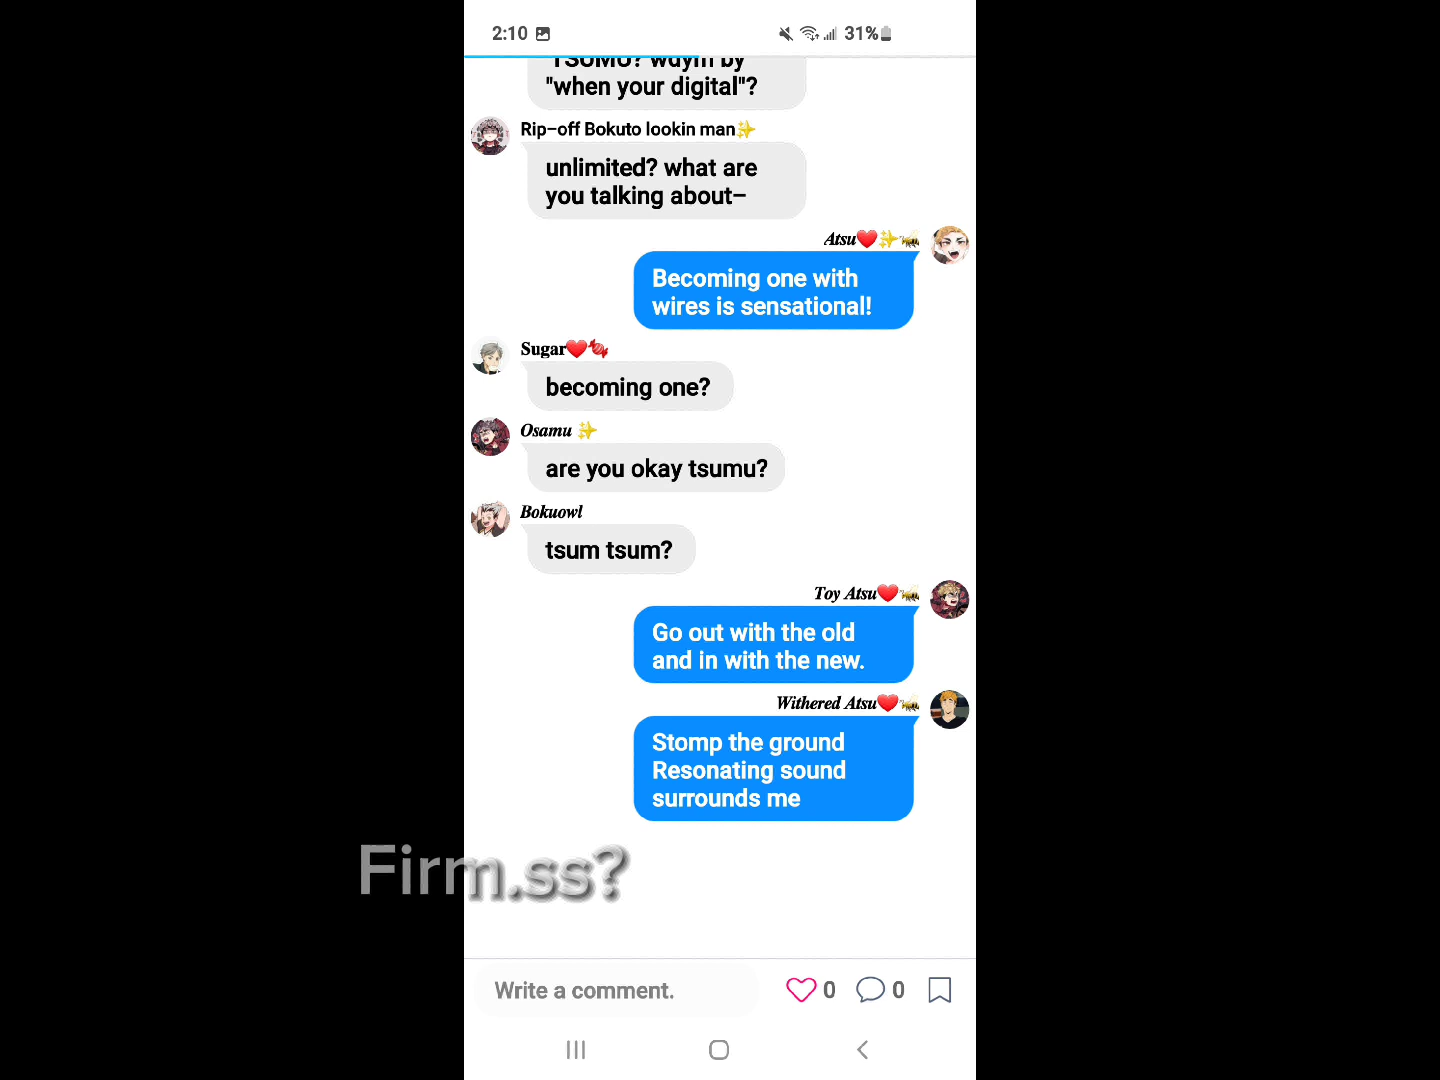 2:10
31%
TSUMU? wdym by
"when your digital"?
Rip-off Bokuto lookin man✨
unlimited? what are
you talking about–
Atsu❤️✨🐝
Becoming one with
wires is sensational!
Sugar❤️🍬
becoming one?
Osamu ✨
are you okay tsumu?
Bokuowl
tsum tsum?
Toy Atsu❤️🐝
Go out with the old
and in with the new.
Withered Atsu❤️🐝
Stomp the ground
Resonating sound
surrounds me
Firm.ss?
Write a comment.
0
0